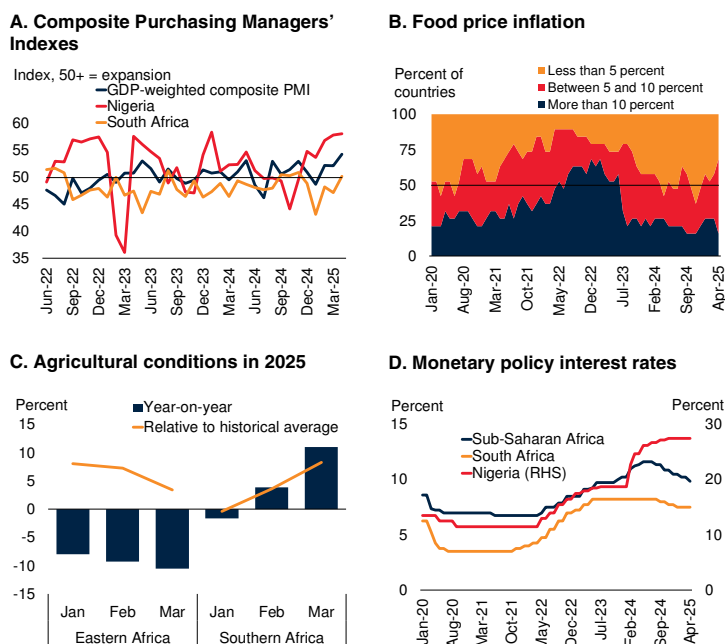 A. Composite Purchasing Managers'
Indexes
Index, 50+ = expansion
GDP-weighted composite PMI
Nigeria
South Africa
60
55
50
45
40
35
Jun-22
Sep-22
Dec-22
Mar-23
Jun-23
Sep-23
Dec-23
Mar-24
Jun-24
Sep-24
Dec-24
Mar-25
B. Food price inflation
Percent of
countries
Less than 5 percent
Between 5 and 10 percent
More than 10 percent
100
75
50
25
0
Jan-20
Aug-20
Mar-21
Oct-21
May-22
Dec-22
Jul-23
Feb-24
Sep-24
Apr-25
C. Agricultural conditions in 2025
Percent
Year-on-year
Relative to historical average
15
10
5
0
-5
-10
-15
Jan Feb Mar Jan Feb Mar
Eastern Africa Southern Africa
D. Monetary policy interest rates
Percent Percent
Sub-Saharan Africa
South Africa
Nigeria (RHS)
15
10
5
0
30
20
10
0
Jan-20
Aug-20
Mar-21
Oct-21
May-22
Dec-22
Jul-23
Feb-24
Sep-24
Apr-25